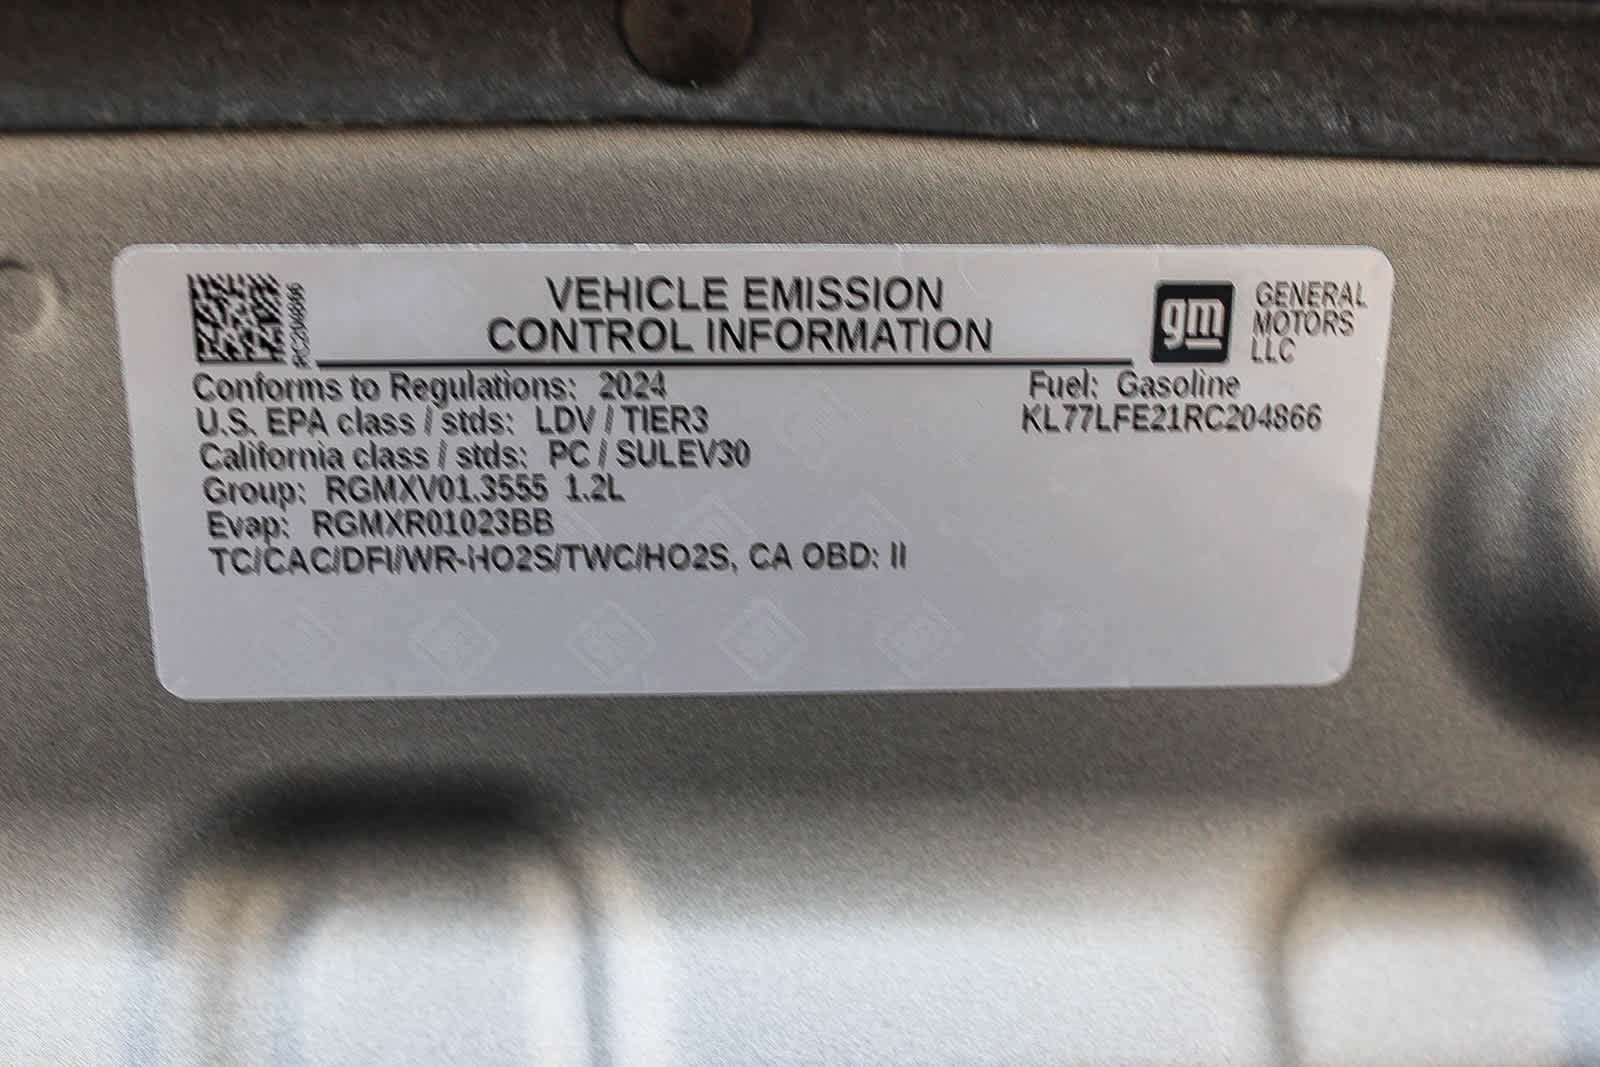 RC204866
VEHICLE EMISSION
CONTROL INFORMATION
gm
GENERAL
MOTORS
LLC
Conforms to Regulations: 2024
U.S. EPA class / stds: LDV / TIER3
California class / stds: PC / SULEV30
Group: RGMXV01.3555 1.2L
Evap: RGMXR01023BB
TC/CAC/DFI/WR-HO2S/TWC/HO2S, CA OBD: II
Fuel: Gasoline
KL77LFE21RC204866